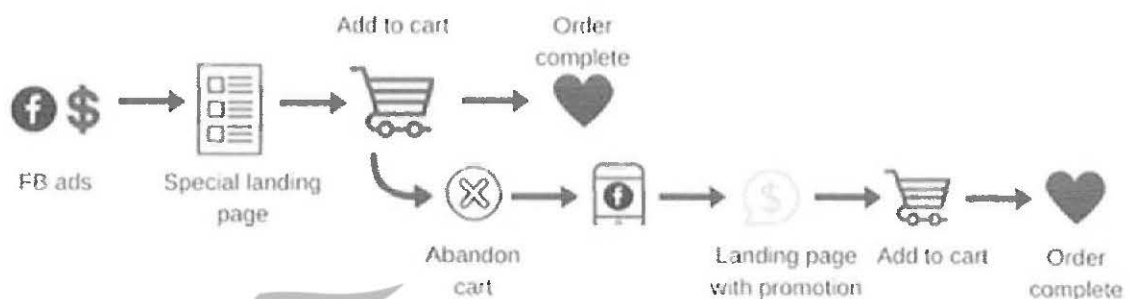 Add to cart
Order
complete
FB ads
Special landing
page
Abandon
cart
Landing page
with promotion
Add to cart
Order
complete